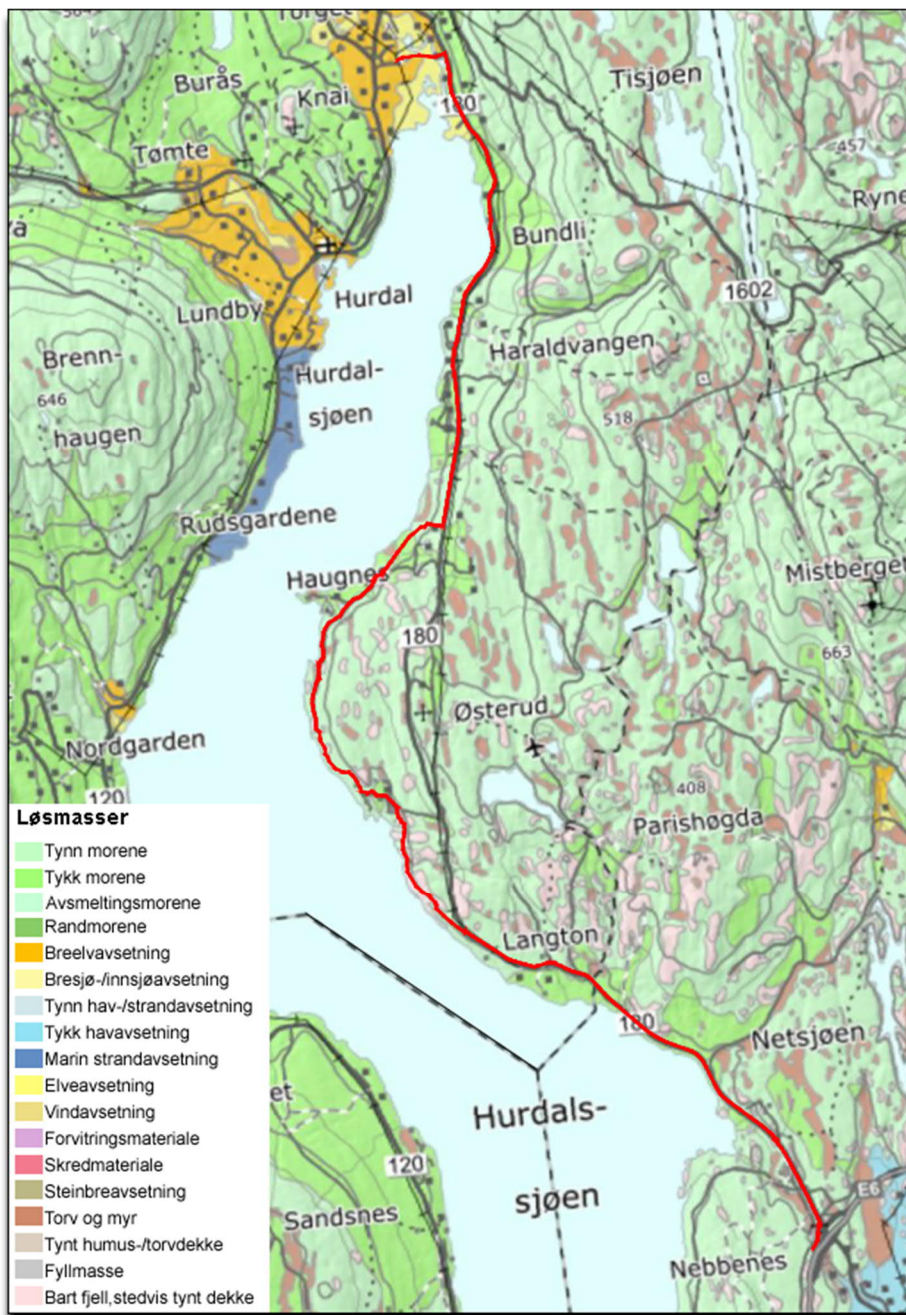 Torget
180
Burås
Knai
Tisjøen
457
Tømte
Ryne
Bundli
1602
Lundby
Hurdal
Brenn-
646
haugen
Hurdal-
sjøen
Haraldvangen
518
Rudsgardene
Haugnes
Mistberget
180
663
Østerud
Nordgarden
120
408
Parishøgda
Løsmasser
Tynn morene
Tykk morene
Avsmeltingsmorene
Randmorene
Breelvavsetning
Bresjø-/innsjøavsetning
Tynn hav-/strandavsetning
Tykk havavsetning
Marin strandavsetning
Elveavsetning
Vindavsetning
Forvitringsmateriale
Skredmateriale
Steinbreavsetning
Torv og myr
Tynt humus-/torvdekke
Fyllmasse
Bart fjell,stedvis tynt dekke
Langton
180
Netsjøen
et
Hurdals-
sjøen
120
Sandsnes
E6
Nebbenes